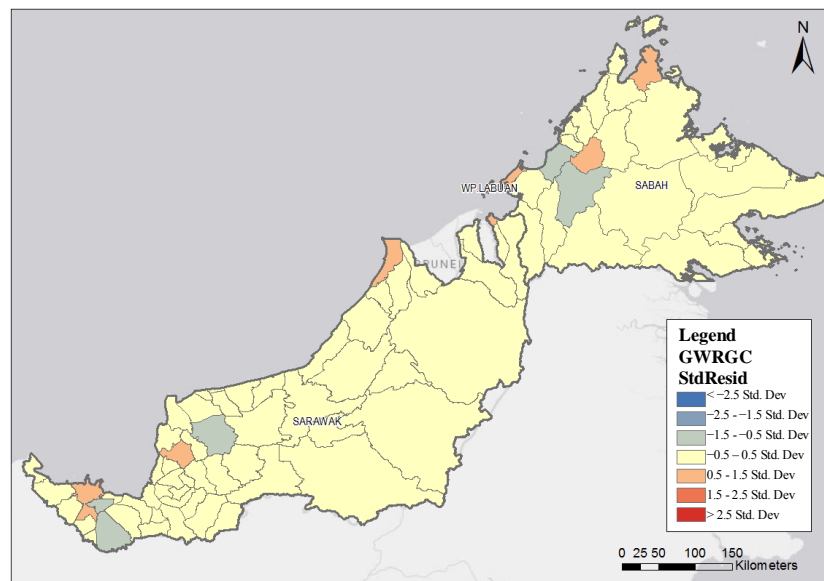 N
WP.LABUAN
SABAH
BRUNEI
SARAWAK
Legend
GWRGC
StdResid
< −2.5 Std. Dev
−2.5 - −1.5 Std. Dev
−1.5 - −0.5 Std. Dev
−0.5 – 0.5 Std. Dev
0.5 - 1.5 Std. Dev
1.5 - 2.5 Std. Dev
> 2.5 Std. Dev
0 25 50 100 150
Kilometers